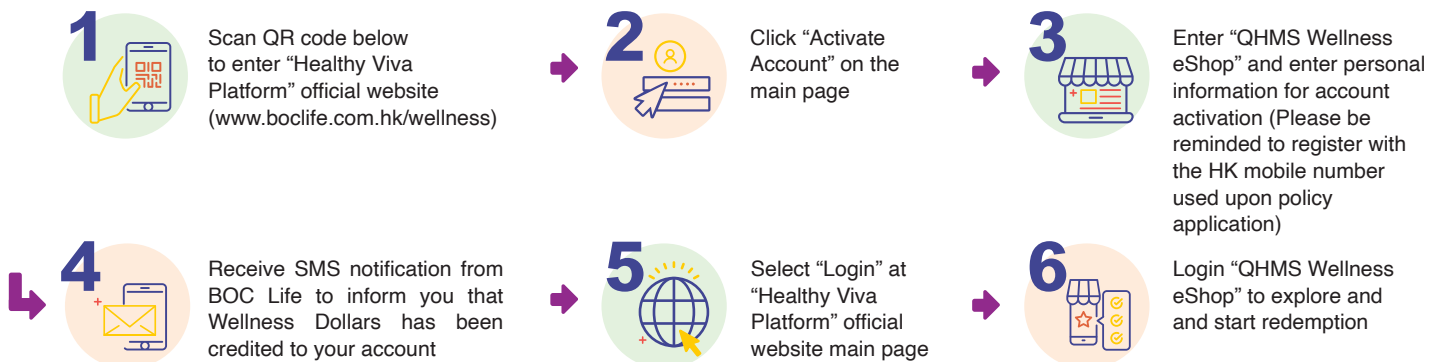 1
Scan QR code below
to enter “Healthy Viva
Platform” official website
(www.boclife.com.hk/wellness)
2
Click “Activate
Account” on the
main page
3
Enter “QHMS Wellness
eShop” and enter personal
information for account
activation (Please be
reminded to register with
the HK mobile number
used upon policy
application)
4
Receive SMS notification from
BOC Life to inform you that
Wellness Dollars has been
credited to your account
5
Select “Login” at
“Healthy Viva
Platform” official
website main page
6
Login “QHMS Wellness
eShop” to explore and
and start redemption